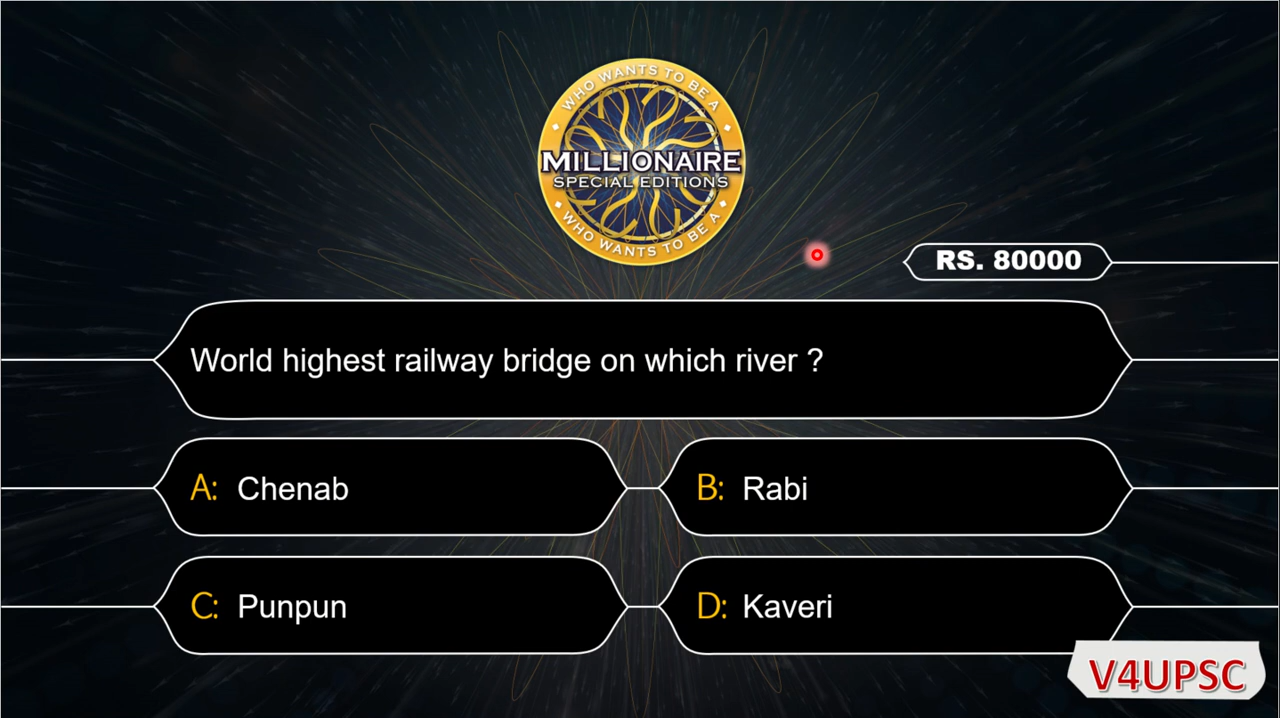 WHO WANTS TO BE A
MILLIONAIRE
SPECIAL EDITIONS
WHO WANTS TO BE A
RS. 80000
World highest railway bridge on which river ?
A: Chenab
B: Rabi
C: Punpun
D: Kaveri
V4UPSC